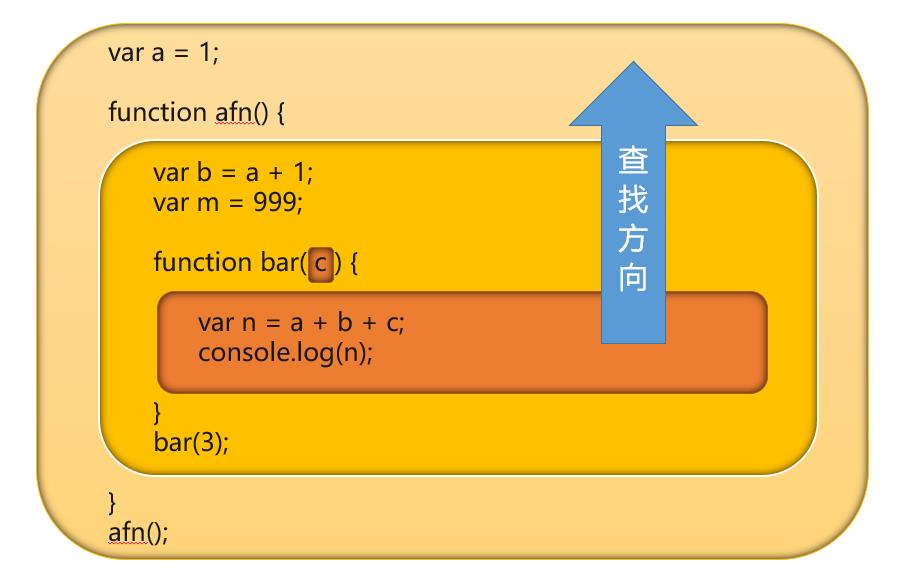 var a = 1;
function afn() {
var b = a + 1;
var m = 999;
function bar( c ) {
var n = a + b + c;
console.log(n);
}
bar(3);
}
afn();
查找方向